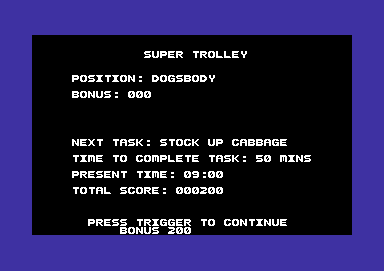 SUPER TROLLEY
POSITION: DOGSBODY
BONUS: 000
NEXT TASK: STOCK UP CABBAGE
TIME TO COMPLETE TASK: 50 MINS
PRESENT TIME: 09:00
TOTAL SCORE: 000200
PRESS TRIGGER TO CONTINUE
BONUS 200